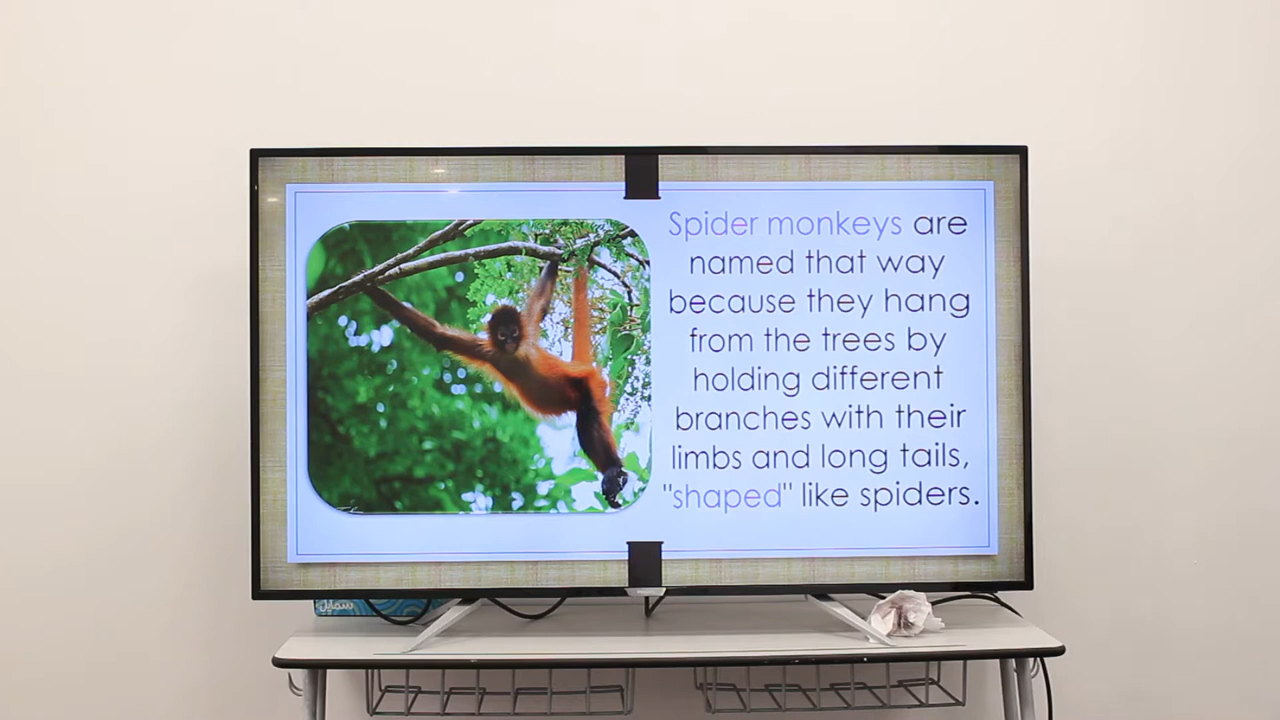 Spider monkeys are
named that way
because they hang
from the trees by
holding different
branches with their
limbs and long tails,
"shaped" like spiders.
سمايل